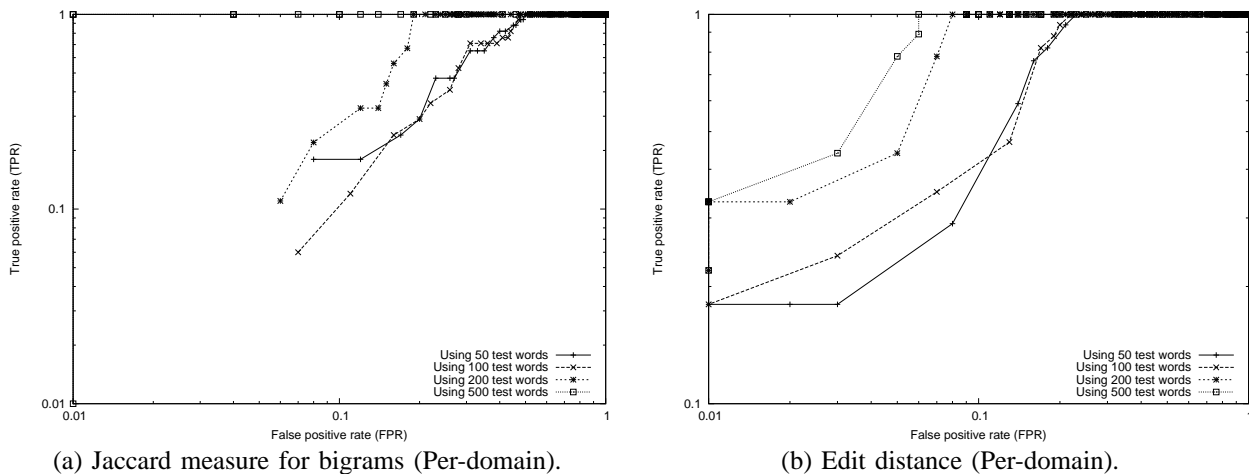 1
0.1
0.01
0.01
0.1
1
True positive rate (TPR)
False positive rate (FPR)
Using 50 test words
Using 100 test words
Using 200 test words
Using 500 test words
(a) Jaccard measure for bigrams (Per-domain).
1
0.1
0.01
0.1
1
True positive rate (TPR)
False positive rate (FPR)
Using 50 test words
Using 100 test words
Using 200 test words
Using 500 test words
(b) Edit distance (Per-domain).